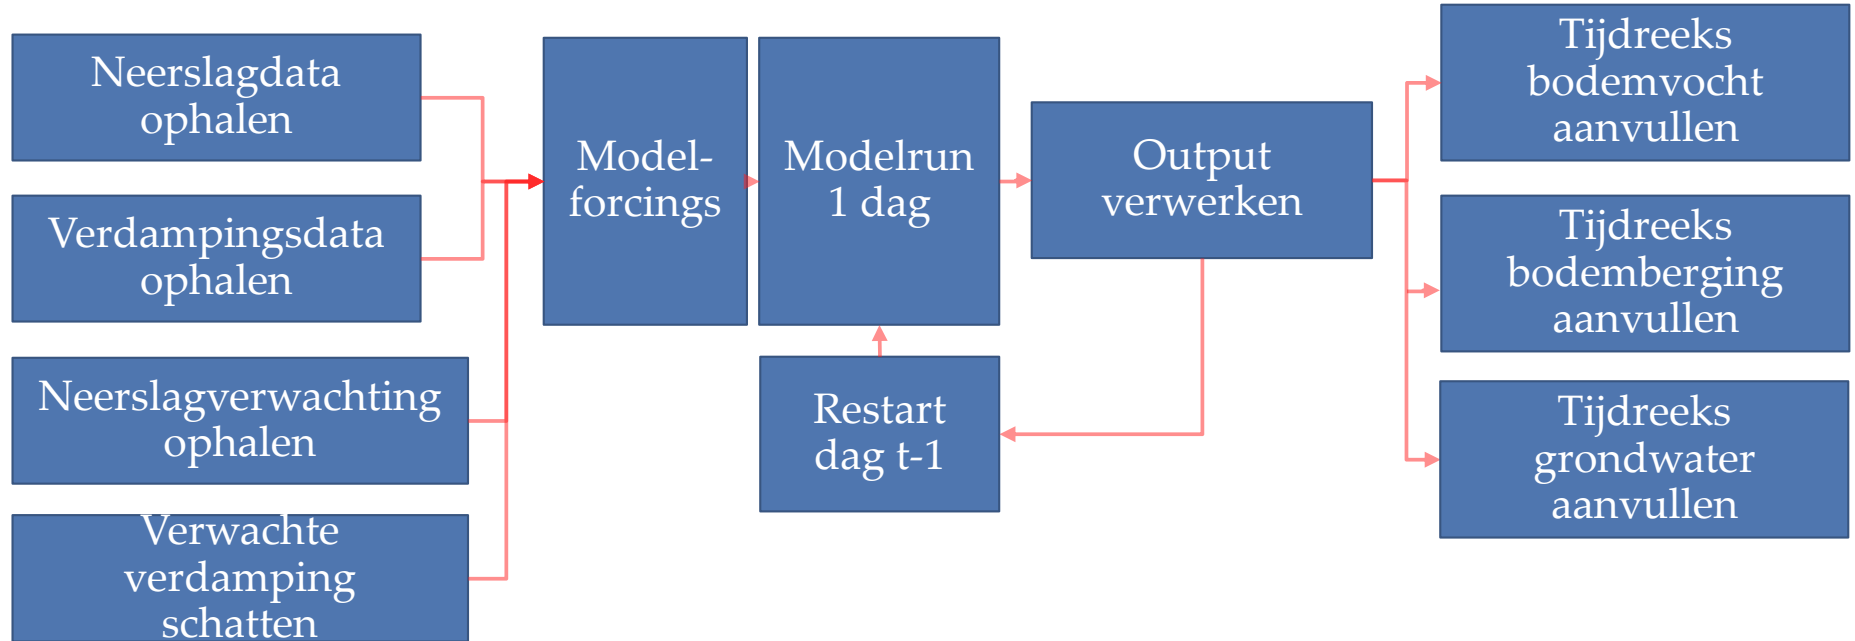 Neerslagdata
ophalen
Verdampingsdata
ophalen
Neerslagverwachting
ophalen
Verwachte
verdamping
schatten
Model-
forcings
Modelrun
1 dag
Restart
dag t-1
Output
verwerken
Tijdreeks
bodemvocht
aanvullen
Tijdreeks
bodemberging
aanvullen
Tijdreeks
grondwater
aanvullen